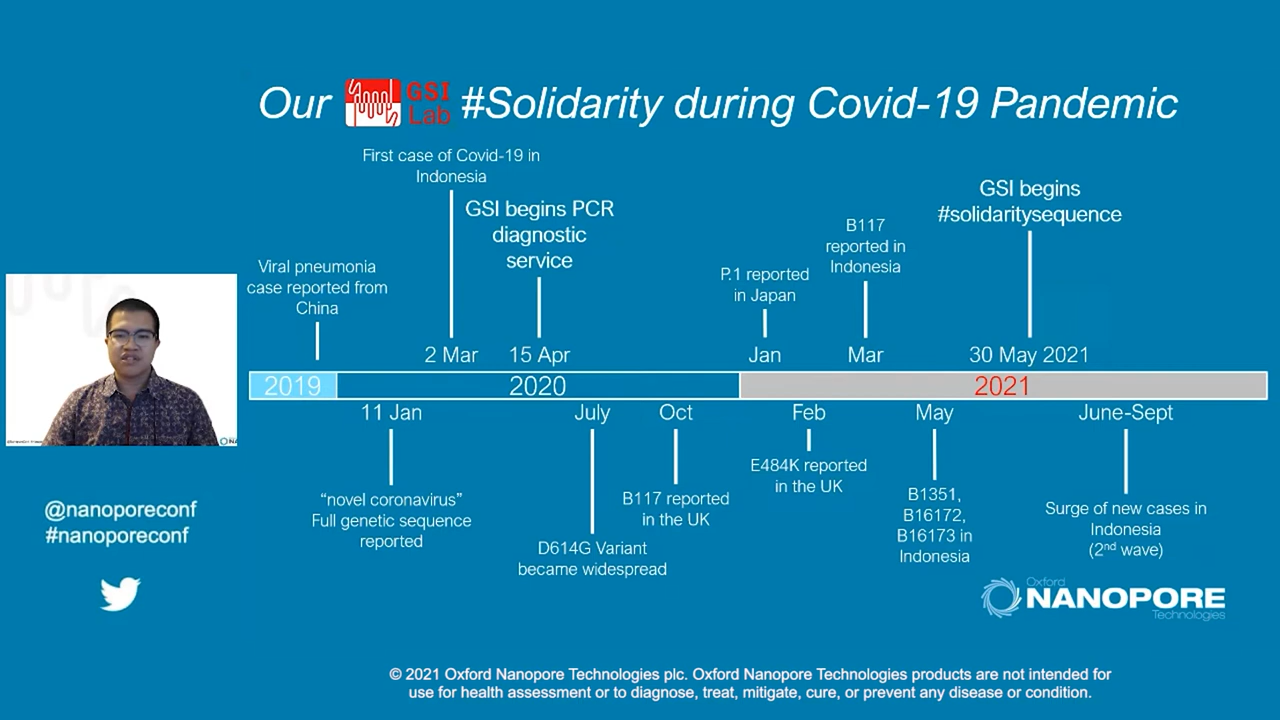 Our GSI Lab #Solidarity during Covid-19 Pandemic
First case of Covid-19 in
Indonesia
GSI begins PCR
diagnostic
service
Viral pneumonia
case reported from
China
P.1 reported
in Japan
B117
reported in
Indonesia
GSI begins
#solidaritysequence
2 Mar
15 Apr
Jan
Mar
30 May 2021
2019
2020
2021
11 Jan
July
Oct
Feb
May
June-Sept
“novel coronavirus”
Full genetic sequence
reported
D614G Variant
became widespread
B117 reported
in the UK
E484K reported
in the UK
B1351,
B16172,
B16173 in
Indonesia
Surge of new cases in
Indonesia
(2nd wave)
@nanoporeconf
#nanoporeconf
Oxford
NANOPORE
Technologies
© 2021 Oxford Nanopore Technologies plc. Oxford Nanopore Technologies products are not intended for
use for health assessment or to diagnose, treat, mitigate, cure, or prevent any disease or condition.